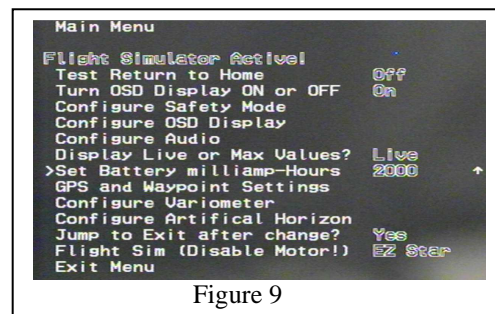 Main Menu
Flight Simulator Active!
Test Return to Home Off
Turn OSD Display ON or OFF On
Configure Safety Mode
Configure OSD Display
Configure Audio
Display Live or Max Values? Live
>Set Battery milliamp-Hours 2000 ↑
GPS and Waypoint Settings
Configure Variometer
Configure Artifical Horizon
Jump to Exit after change? Yes
Flight Sim (Disable Motor!) EZ Star
Exit Menu
Figure 9